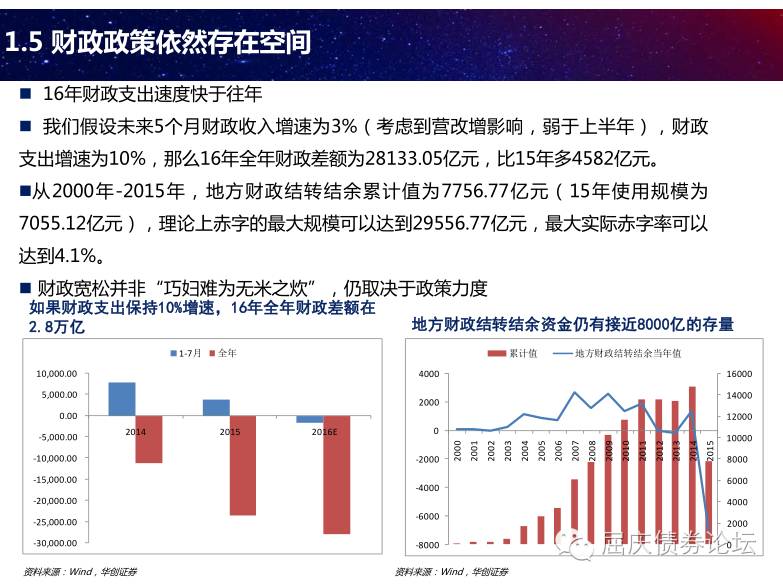 1.5 财政政策依然存在空间
■ 16年财政支出速度快于往年
■ 我们假设未来5个月财政收入增速为3%（考虑到营改增影响，弱于上半年），财政
支出增速为10%，那么16年全年财政差额为28133.05亿元，比15年多4582亿元。
■从2000年-2015年，地方财政结转结余累计值为7756.77亿元（15年使用规模为
7055.12亿元），理论上赤字的最大规模可以达到29556.77亿元，最大实际赤字率可以
达到4.1%。
■ 财政宽松并非“巧妇难为无米之炊”，仍取决于政策力度
如果财政支出保持10%增速，16年全年财政差额在
2.8万亿
1-7月 全年
10,000.00
5,000.00
0.00
-5,000.00
-10,000.00
-15,000.00
-20,000.00
-25,000.00
-30,000.00
2014 2015 2016E
资料来源：Wind，华创证券
地方财政结转结余资金仍有接近8000亿的存量
累计值 地方财政结转结余当年值
4000
2000
0
-2000
-4000
-6000
-8000
2000 2001 2002 2003 2004 2005 2006 2007 2008 2009 2010 2011 2012 2013 2014 2015
16000
14000
12000
10000
8000
6000
4000
2000
0
资料来源：Wind，华创证券
屈庆债券论坛